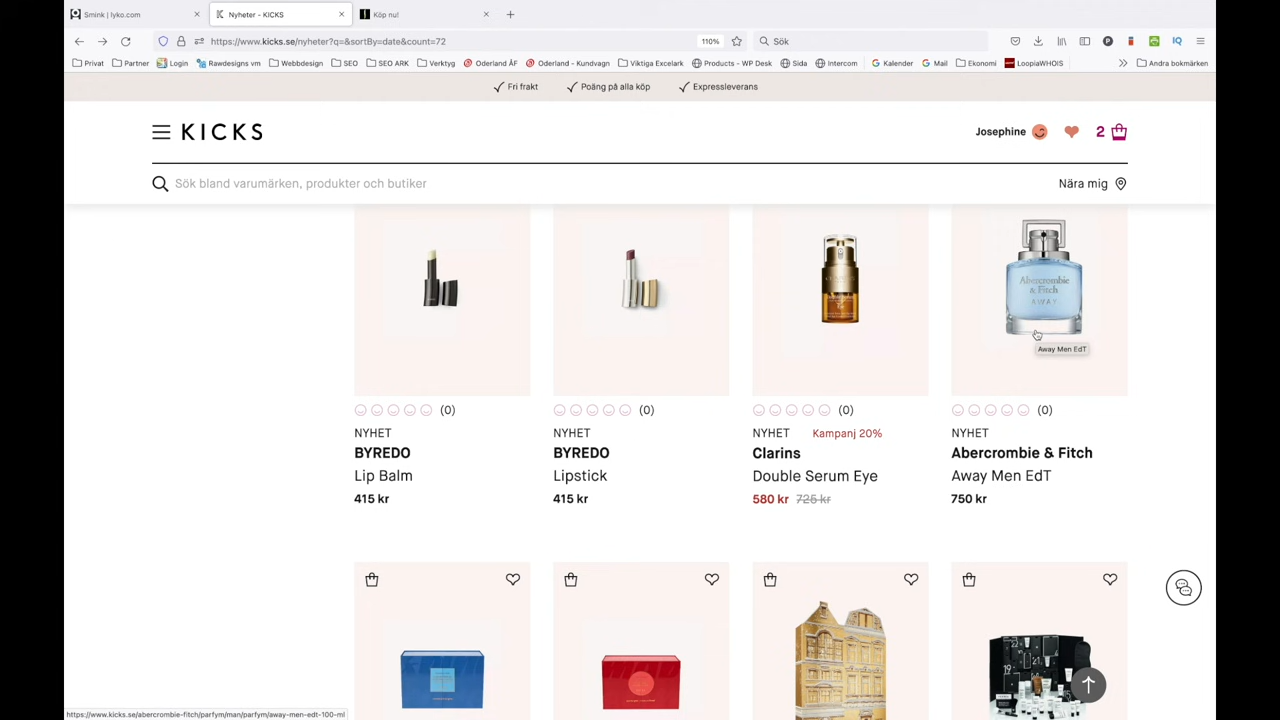 Smink | lyko.com
Nyheter - KICKS
Köp nu!
https://www.kicks.se/nyheter?q=&sortBy=date&count=72
110%
Sök
Privat Partner Login Rawdesigns vm Webbdesign SEO SEO ARK Verktyg Oderland ÅF Oderland - Kundvagn Viktiga Excelark Products - WP Desk Sida Intercom Kalender Mail Ekonomi LoopiaWHOIS Andra bokmärken
Fri frakt Poäng på alla köp Expressleverans
KICKS
Josephine
2
Sök bland varumärken, produkter och butiker
Nära mig
Abercrombie
& Fitch
AWAY
Away Men EdT
(0) (0) (0) (0)
NYHET NYHET NYHET Kampanj 20% NYHET
BYREDO BYREDO Clarins Abercrombie & Fitch
Lip Balm Lipstick Double Serum Eye Away Men EdT
415 kr 415 kr 580 kr 725 kr 750 kr
22
19
21
https://www.kicks.se/abercrombie-fitch/parfym/man/parfym/away-men-edt-100-ml